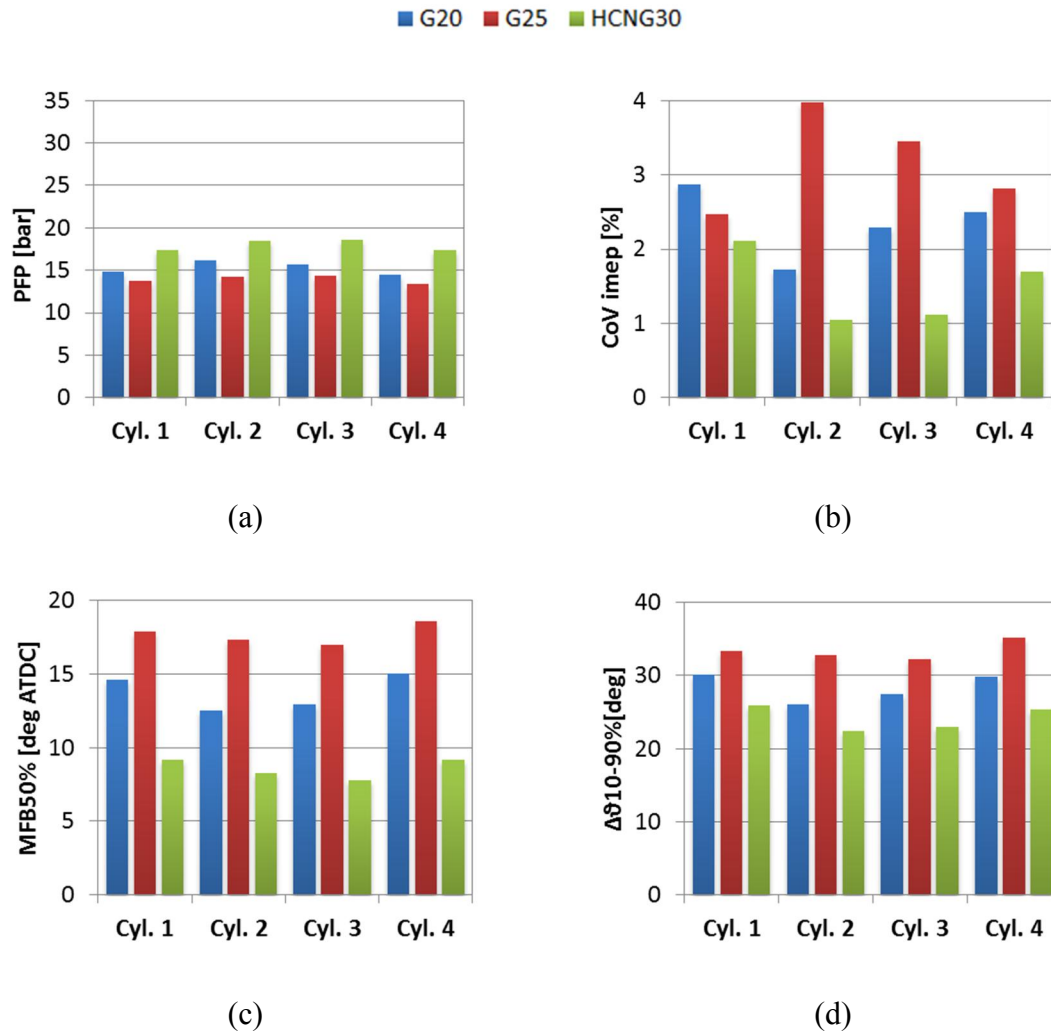 G20 G25 HCNG30
PFP [bar]
35
30
25
20
15
10
5
0
Cyl. 1 Cyl. 2 Cyl. 3 Cyl. 4
(a)
CoV imep [%]
4
3
2
1
0
Cyl. 1 Cyl. 2 Cyl. 3 Cyl. 4
(b)
MFB50% [deg ATDC]
20
15
10
5
0
Cyl. 1 Cyl. 2 Cyl. 3 Cyl. 4
(c)
Δϑ10-90%[deg]
40
30
20
10
0
Cyl. 1 Cyl. 2 Cyl. 3 Cyl. 4
(d)